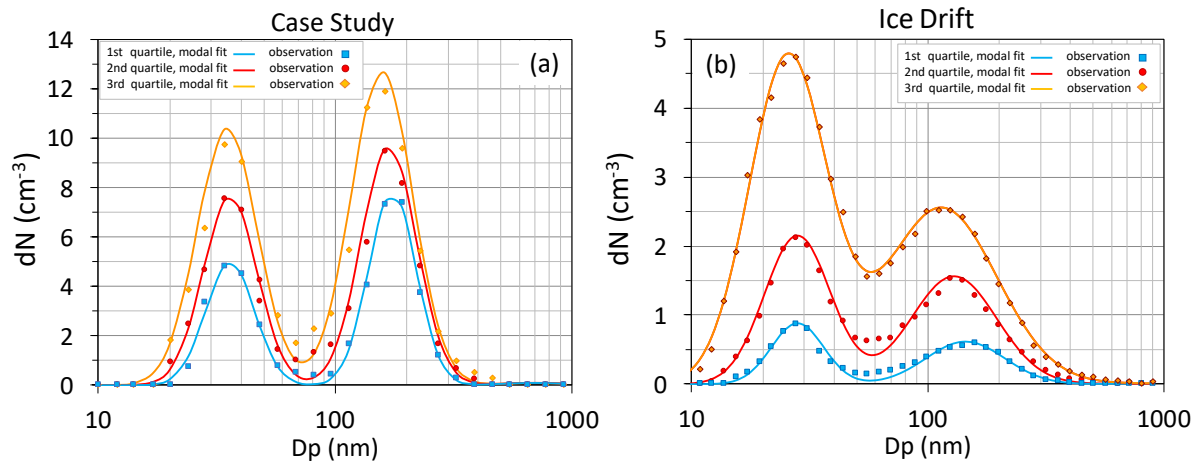 Case Study
14
12
10
8
6
4
2
0
dN (cm-3)
1st quartile, modal fit observation
2nd quartile, modal fit observation
3rd quartile, modal fit observation
(a)
10 100 1000
Dp (nm)
Ice Drift
5
4
3
2
1
0
dN (cm-3)
(b)
1st quartile, modal fit observation
2nd quartile, modal fit observation
3rd quartile, modal fit observation
10 100 1000
Dp (nm)